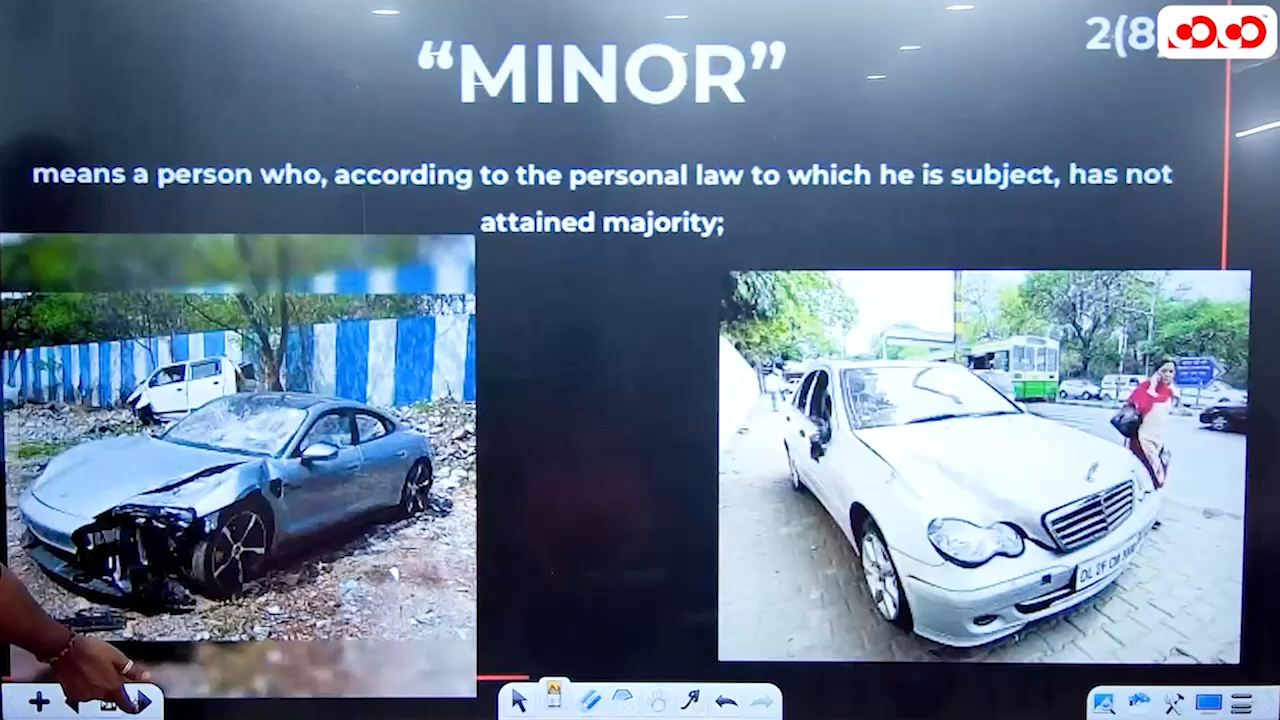 2(8
“MINOR”
means a person who, according to the personal law to which he is subject, has not
attained majority;